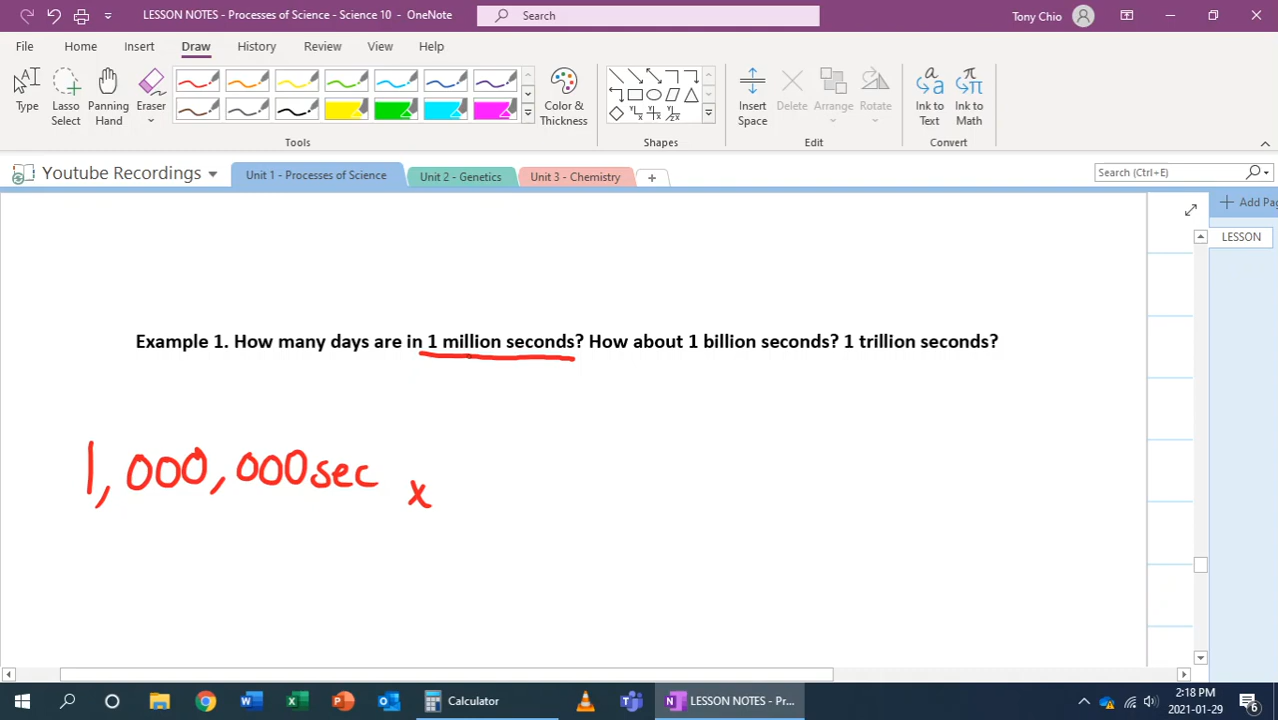 LESSON NOTES - Processes of Science - Science 10 - OneNote
Search
Tony Chio
File Home Insert Draw History Review View Help
Type
Lasso Select
Panning Hand
Eraser
Color & Thickness
Insert Space
Delete
Arrange
Rotate
Ink to Text
Ink to Math
Tools Shapes Edit Convert
Youtube Recordings
Unit 1 - Processes of Science
Unit 2 - Genetics
Unit 3 - Chemistry
Search (Ctrl+E)
Add Pag
LESSON
Example 1. How many days are in 1 million seconds? How about 1 billion seconds? 1 trillion seconds?
1,000,000sec x
Calculator
LESSON NOTES - Pr...
2:18 PM
2021-01-29
6